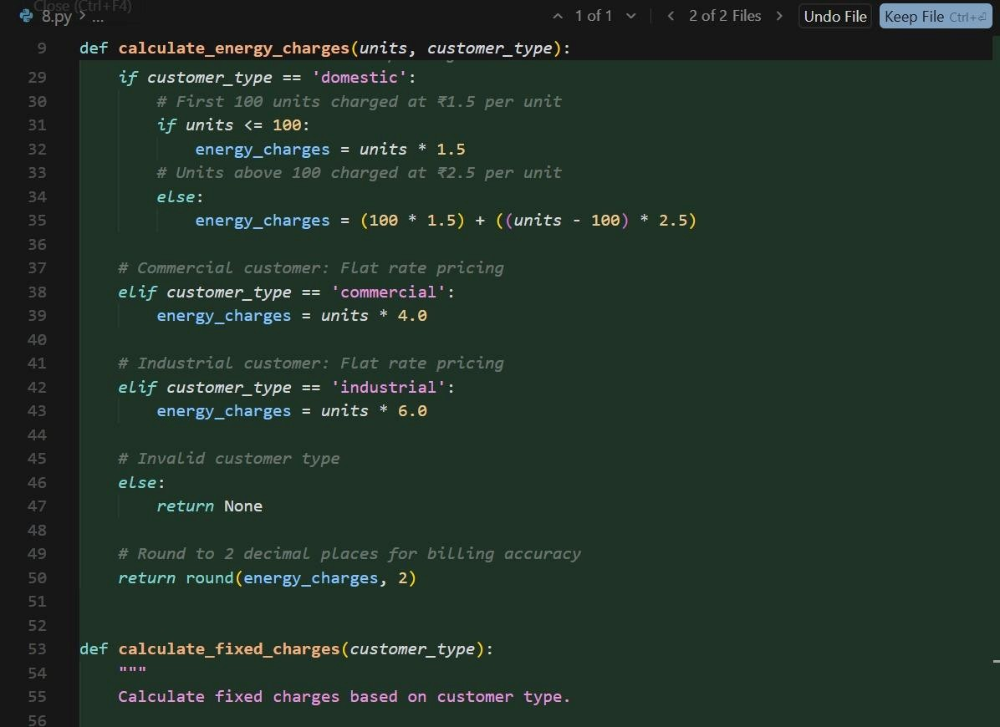 Close (Ctrl+F4)
8.py > ...
1 of 1
2 of 2 Files
Undo File
Keep File Ctrl+⏎
9 def calculate_energy_charges(units, customer_type):
29 if customer_type == 'domestic':
30 # First 100 units charged at ₹1.5 per unit
31 if units <= 100:
32 energy_charges = units * 1.5
33 # Units above 100 charged at ₹2.5 per unit
34 else:
35 energy_charges = (100 * 1.5) + ((units - 100) * 2.5)
36
37 # Commercial customer: Flat rate pricing
38 elif customer_type == 'commercial':
39 energy_charges = units * 4.0
40
41 # Industrial customer: Flat rate pricing
42 elif customer_type == 'industrial':
43 energy_charges = units * 6.0
44
45 # Invalid customer type
46 else:
47 return None
48
49 # Round to 2 decimal places for billing accuracy
50 return round(energy_charges, 2)
51
52
53 def calculate_fixed_charges(customer_type):
54 """
55 Calculate fixed charges based on customer type.
56